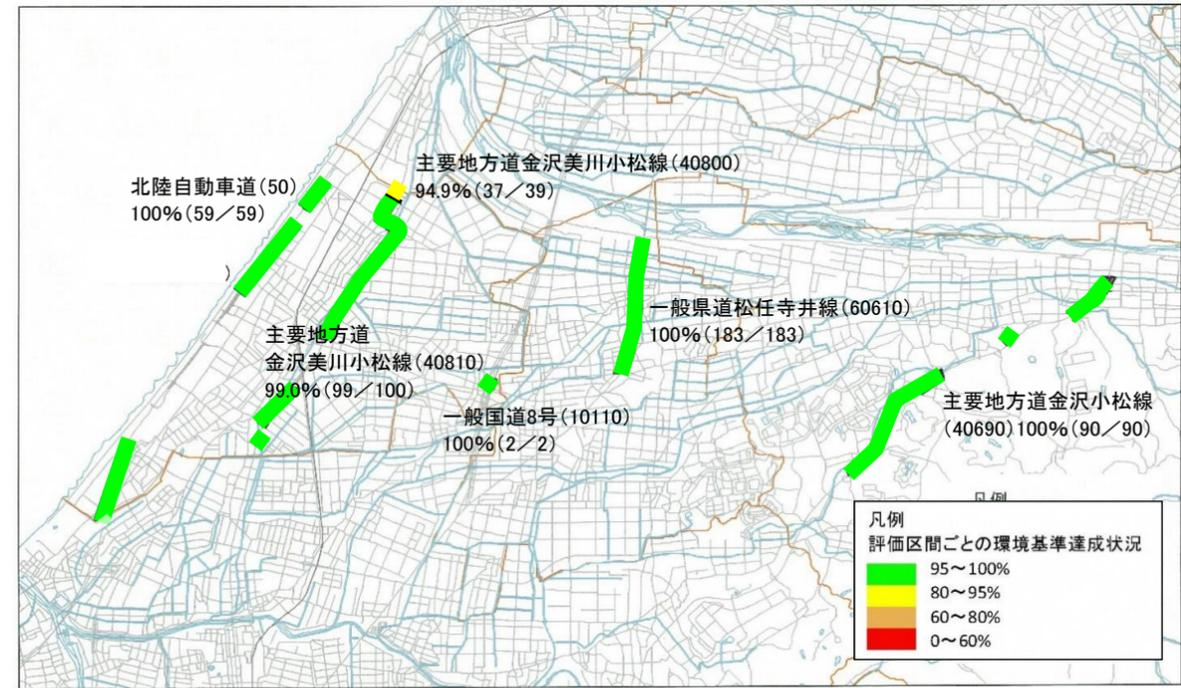 主要地方道金沢美川小松線(40800)
94.9%(37／39)
北陸自動車道(50)
100%(59／59)
)
一般県道松任寺井線(60610)
100%(183／183)
主要地方道
金沢美川小松線(40810)
99.0%(99／100)
一般国道8号(10110)
100%(2／2)
主要地方道金沢小松線
(40690)100%(90／90)
凡例
凡例
評価区間ごとの環境基準達成状況
95～100%
80～95%
60～80%
0～60%